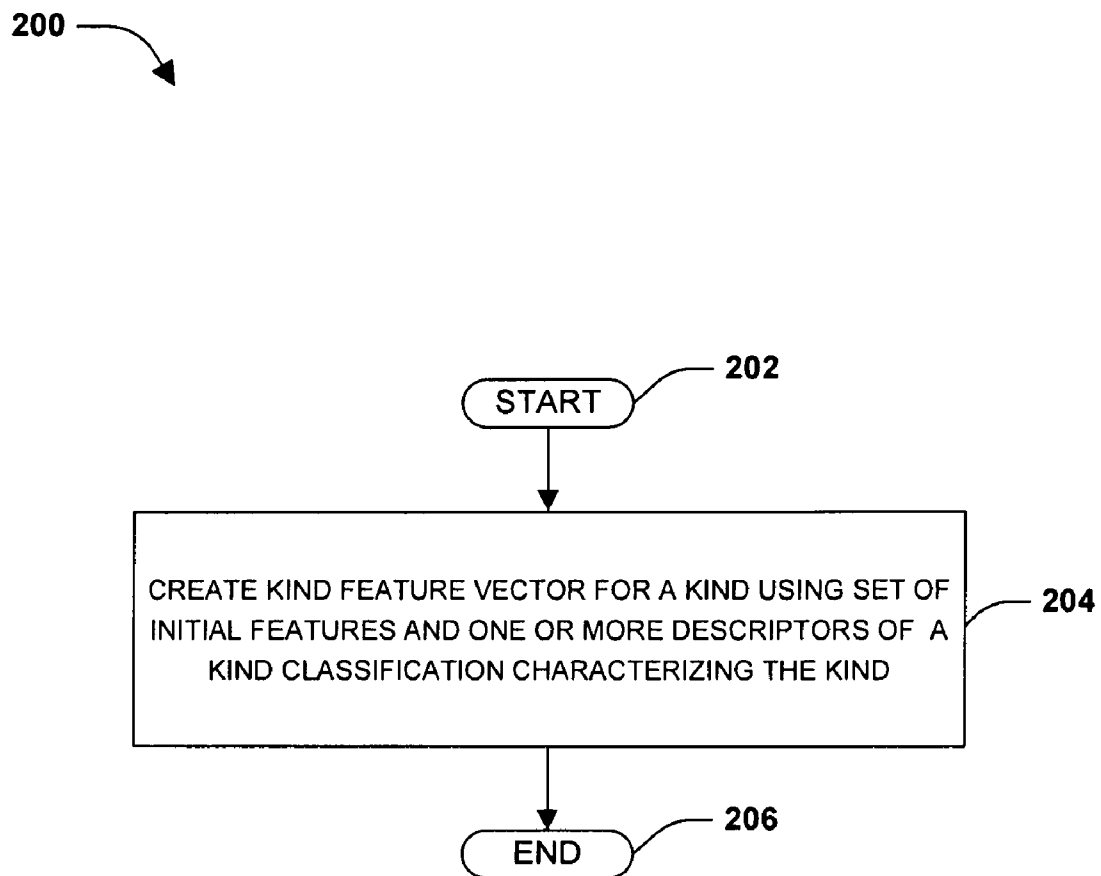 200
202
START
CREATE KIND FEATURE VECTOR FOR A KIND USING SET OF
INITIAL FEATURES AND ONE OR MORE DESCRIPTORS OF A
KIND CLASSIFICATION CHARACTERIZING THE KIND
204
206
END